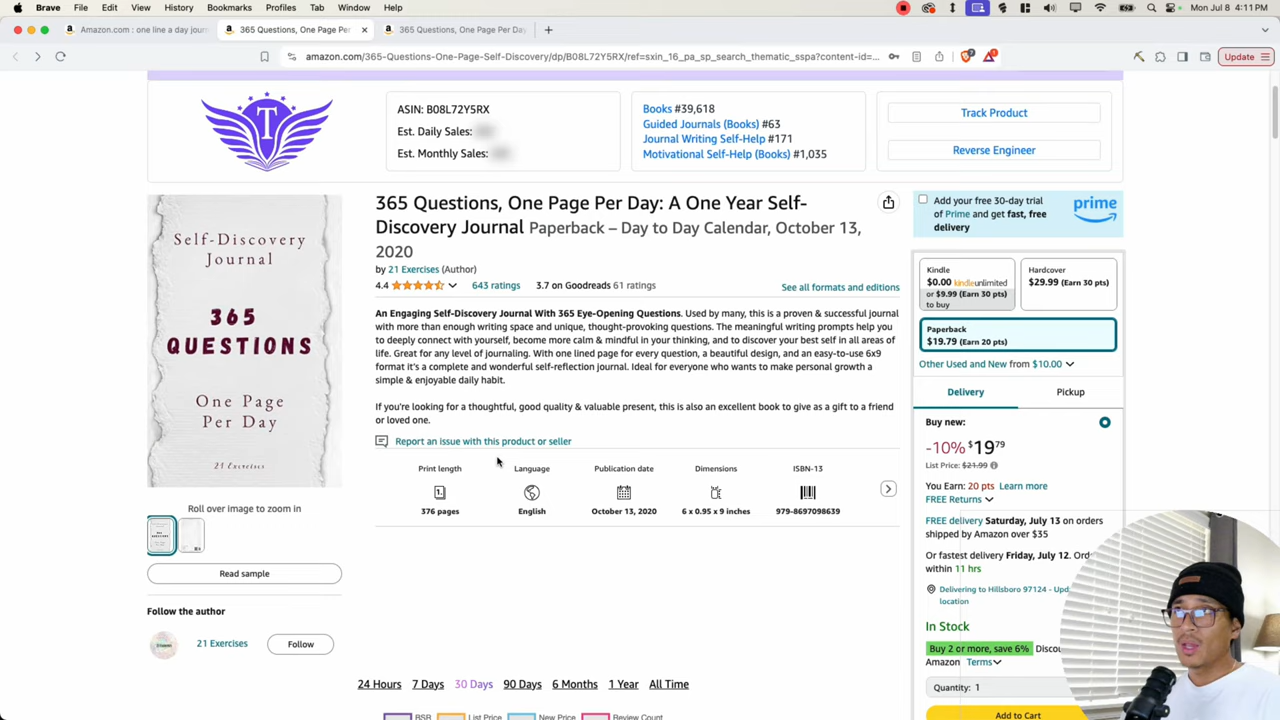 Brave File Edit View History Bookmarks Profiles Tab Window Help Mon Jul 8 4:11 PM
Amazon.com : one line a day journ
365 Questions, One Page Per
365 Questions, One Page Per Day
amazon.com/365-Questions-One-Page-Self-Discovery/dp/B08L72Y5RX/ref=sxin_16_pa_sp_search_thematic_sspa?content-id=...
Update
T
ASIN: B08L72Y5RX
Est. Daily Sales:
Est. Monthly Sales:
Books #39,618
Guided Journals (Books) #63
Journal Writing Self-Help #171
Motivational Self-Help (Books) #1,035
Track Product
Reverse Engineer
Self-Discovery
Journal
365
QUESTIONS
One Page
Per Day
21 Exercises
Roll over image to zoom in
Read sample
Follow the author
21 Exercises
Follow
365 Questions, One Page Per Day: A One Year Self-
Discovery Journal Paperback – Day to Day Calendar, October 13,
2020
by 21 Exercises (Author)
4.4 643 ratings 3.7 on Goodreads 61 ratings
See all formats and editions
An Engaging Self-Discovery Journal With 365 Eye-Opening Questions. Used by many, this is a proven & successful journal
with more than enough writing space and unique, thought-provoking questions. The meaningful writing prompts help you
to deeply connect with yourself, become more calm & mindful in your thinking, and to discover your best self in all areas of
life. Great for any level of journaling. With one lined page for every question, a beautiful design, and an easy-to-use 6x9
format it's a complete and wonderful self-reflection journal. Ideal for everyone who wants to make personal growth a
simple & enjoyable daily habit.
If you're looking for a thoughtful, good quality & valuable present, this is also an excellent book to give as a gift to a friend
or loved one.
Report an issue with this product or seller
Print length Language Publication date Dimensions ISBN-13
376 pages English October 13, 2020 6 x 0.95 x 9 inches 979-8697098639
24 Hours 7 Days 30 Days 90 Days 6 Months 1 Year All Time
BSR List Price New Price Review Count
Add your free 30-day trial
of Prime and get fast, free
delivery
prime
Kindle
$0.00 kindleunlimited
or $9.99 (Earn 30 pts)
to buy
Hardcover
$29.99 (Earn 30 pts)
Paperback
$19.79 (Earn 20 pts)
Other Used and New from $10.00
Delivery Pickup
Buy new:
-10% $19 79
List Price: $21.99
You Earn: 20 pts Learn more
FREE Returns
FREE delivery Saturday, July 13 on orders
shipped by Amazon over $35
Or fastest delivery Friday, July 12.
within 11 hrs
Delivering to Hillsboro 97124 -
location
In Stock
Buy 2 or more, save 6%
Amazon Terms
Quantity: 1
Add to Cart